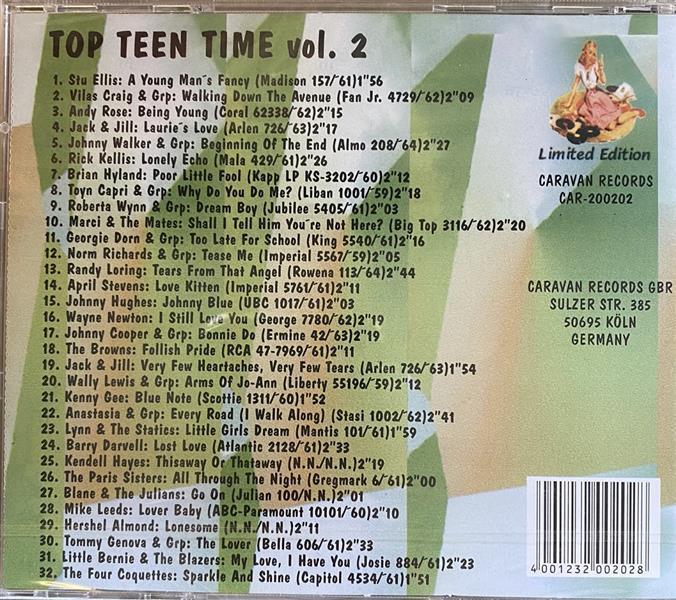 TOP TEEN TIME vol. 2
1. Stu Ellis: A Young Man´s Fancy (Madison 157/´61)1"56
2. Vilas Craig & Grp: Walking Down The Avenue (Fan Jr. 4729/´62)2"09
3. Andy Rose: Being Young (Coral 62338/´62)2"15
4. Jack & Jill: Laurie´s Love (Arlen 726/´63)2"17
5. Johnny Walker & Grp: Beginning Of The End (Almo 208/´64)2"27
6. Rick Kellis: Lonely Echo (Mala 429/´61)2"26
7. Brian Hyland: Poor Little Fool (Kapp LP KS-3202/´60)2"12
8. Toyn Capri & Grp: Why Do You Do Me? (Liban 1001/´59)2"18
9. Roberta Wynn & Grp: Dream Boy (Jubilee 5405/´61)2"03
10. Marci & The Mates: Shall I Tell Him You´re Not Here? (Big Top 3116/´62)2"20
11. Georgie Dorn & Grp: Too Late For School (King 5540/´61)2"16
12. Norm Richards & Grp: Tease Me (Imperial 5567/´59)2"05
13. Randy Loring: Tears From That Angel (Rowena 113/´64)2"44
14. April Stevens: Love Kitten (Imperial 5761/´61)2"11
15. Johnny Hughes: Johnny Blue (UBC 1017/´61)2"03
16. Wayne Newton: I Still Love You (George 7780/´62)2"19
17. Johnny Cooper & Grp: Bonnie Do (Ermine 42/´63)2"19
18. The Browns: Follish Pride (RCA 47-7969/´61)2"11
19. Jack & Jill: Very Few Heartaches, Very Few Tears (Arlen 726/´63)1"54
20. Wally Lewis & Grp: Arms Of Jo-Ann (Liberty 55196/´59)2"12
21. Kenny Gee: Blue Note (Scottie 1311/´60)1"52
22. Anastasia & Grp: Every Road (I Walk Along) (Stasi 1002/´62)2"41
23. Lynn & The Statics: Little Girls Dream (Mantis 101/´61)1"59
24. Barry Darvell: Lost Love (Atlantic 2128/´61)2"33
25. Kendell Hayes: Thisaway Or Thataway (N.N./N.N.)2"19
26. The Paris Sisters: All Through The Night (Gregmark 6/´61)2"00
27. Blane & The Julians: Go On (Julian 100/N.N.)2"01
28. Mike Leeds: Lover Baby (ABC-Paramount 10101/´60)2"10
29. Hershel Almond: Lonesome (N.N./N.N.)2"11
30. Tommy Genova & Grp: The Lover (Bella 606/´61)2"33
31. Little Bernie & The Blazers: My Love, I Have You (Josie 884/´61)2"23
32. The Four Coquettes: Sparkle And Shine (Capitol 4534/´61)1"51
Limited Edition
CARAVAN RECORDS
CAR-200202
CARAVAN RECORDS GBR
SULZER STR. 385
50695 KÖLN
GERMANY
4 001232 002028